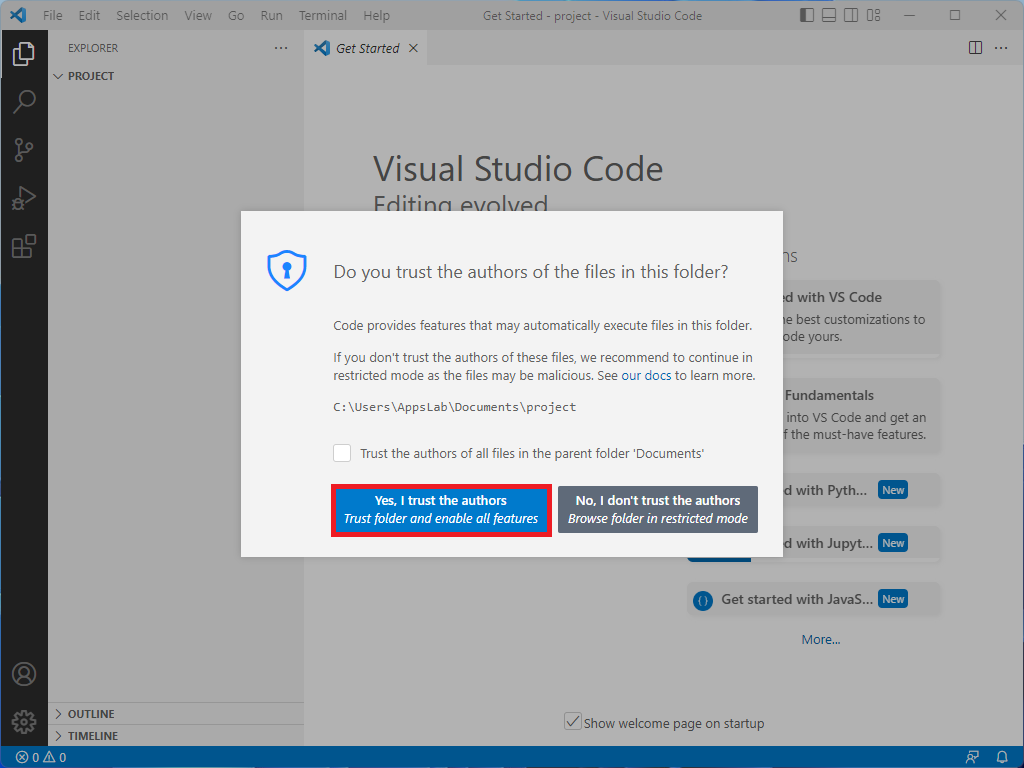 File Edit Selection View Go Run Terminal Help Get Started - project - Visual Studio Code
EXPLORER
PROJECT
Get Started
Visual Studio Code
Editing evolved
Do you trust the authors of the files in this folder?
Code provides features that may automatically execute files in this folder.
If you don't trust the authors of these files, we recommend to continue in
restricted mode as the files may be malicious. See our docs to learn more.
C:\Users\AppsLab\Documents\project
Trust the authors of all files in the parent folder 'Documents'
Yes, I trust the authors
Trust folder and enable all features
No, I don't trust the authors
Browse folder in restricted mode
with VS Code
best customizations to
yours.
Fundamentals
into VS Code and get an
the must-have features.
with Pyth... New
with Jupyt... New
Get started with JavaS... New
More...
Show welcome page on startup
OUTLINE
TIMELINE
0 0